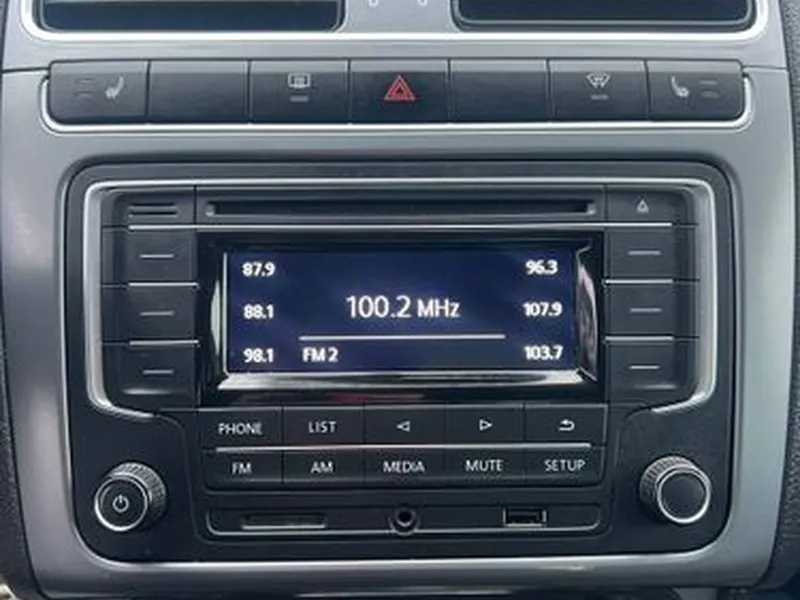 87.9 96.3
88.1 100.2 MHz 107.9
98.1 FM 2 103.7
PHONE LIST
FM AM MEDIA MUTE SETUP